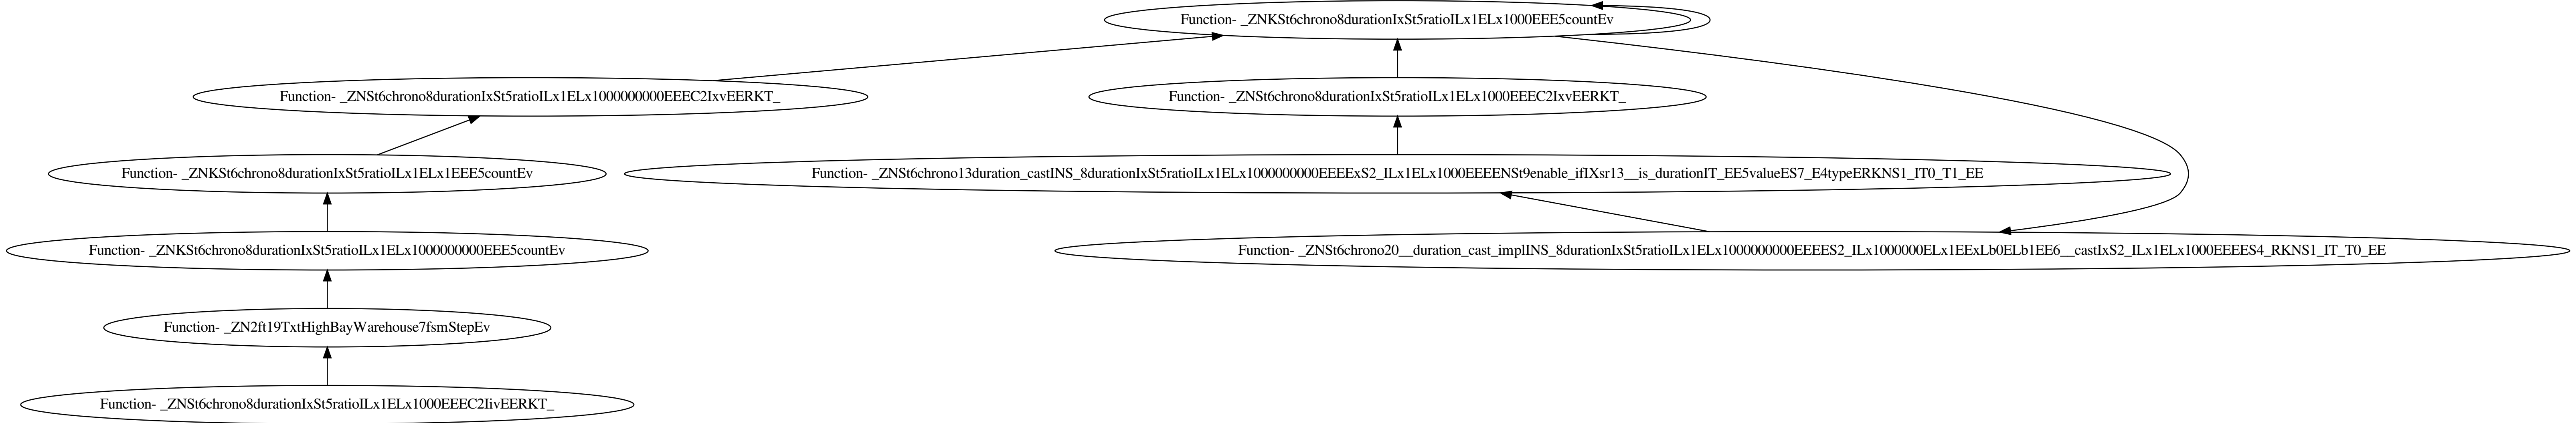 Function- _ZNKSt6chrono8durationIxSt5ratioILx1ELx1000EEE5countEv
Function- _ZNSt6chrono8durationIxSt5ratioILx1ELx1000000000EEEC2IxvEERKT_
Function- _ZNSt6chrono8durationIxSt5ratioILx1ELx1000EEEC2IxvEERKT_
Function- _ZNKSt6chrono8durationIxSt5ratioILx1ELx1EEE5countEv
Function- _ZNSt6chrono13duration_castINS_8durationIxSt5ratioILx1ELx1000000000EEEExS2_ILx1ELx1000EEEENSt9enable_ifIXsr13__is_durationIT_EE5valueES7_E4typeERKNS1_IT0_T1_EE
Function- _ZNKSt6chrono8durationIxSt5ratioILx1ELx1000000000EEE5countEv
Function- _ZNSt6chrono20__duration_cast_implINS_8durationIxSt5ratioILx1ELx1000000000EEEES2_ILx1000000ELx1EExLb0ELb1EE6__castIxS2_ILx1ELx1000EEEES4_RKNS1_IT_T0_EE
Function- _ZN2ft19TxtHighBayWarehouse7fsmStepEv
Function- _ZNSt6chrono8durationIxSt5ratioILx1ELx1000EEEC2IivEERKT_